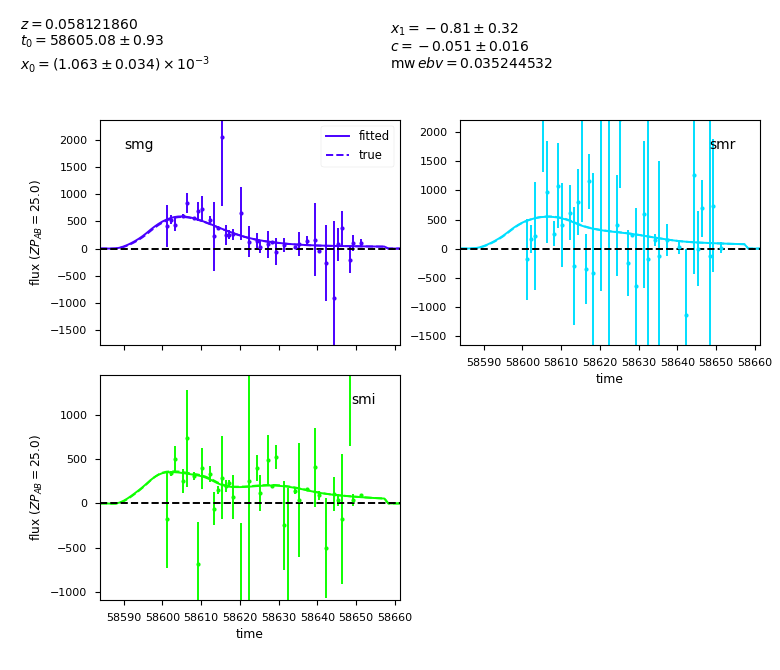 z = 0.058121860
t₀ = 58605.08 ± 0.93
x₀ = (1.063 ± 0.034) × 10⁻³
x₁ = −0.81 ± 0.32
c = −0.051 ± 0.016
mw ebv = 0.035244532
smg
fitted
true
2000
1500
1000
500
0
−500
−1000
−1500
flux (ZP_AB = 25.0)
smr
2000
1500
1000
500
0
−500
−1000
−1500
58590 58600 58610 58620 58630 58640 58650 58660
time
smi
1000
500
0
−500
−1000
flux (ZP_AB = 25.0)
58590 58600 58610 58620 58630 58640 58650 58660
time